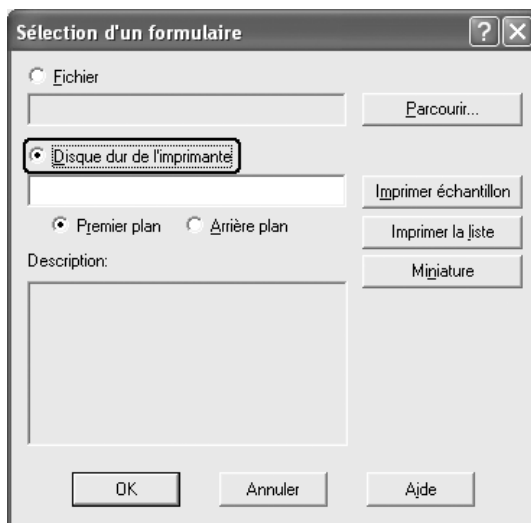 Sélection d'un formulaire
Fichier
Parcourir...
Disque dur de l'imprimante
Imprimer échantillon
Premier plan
Arrière plan
Imprimer la liste
Description:
Miniature
OK
Annuler
Aide